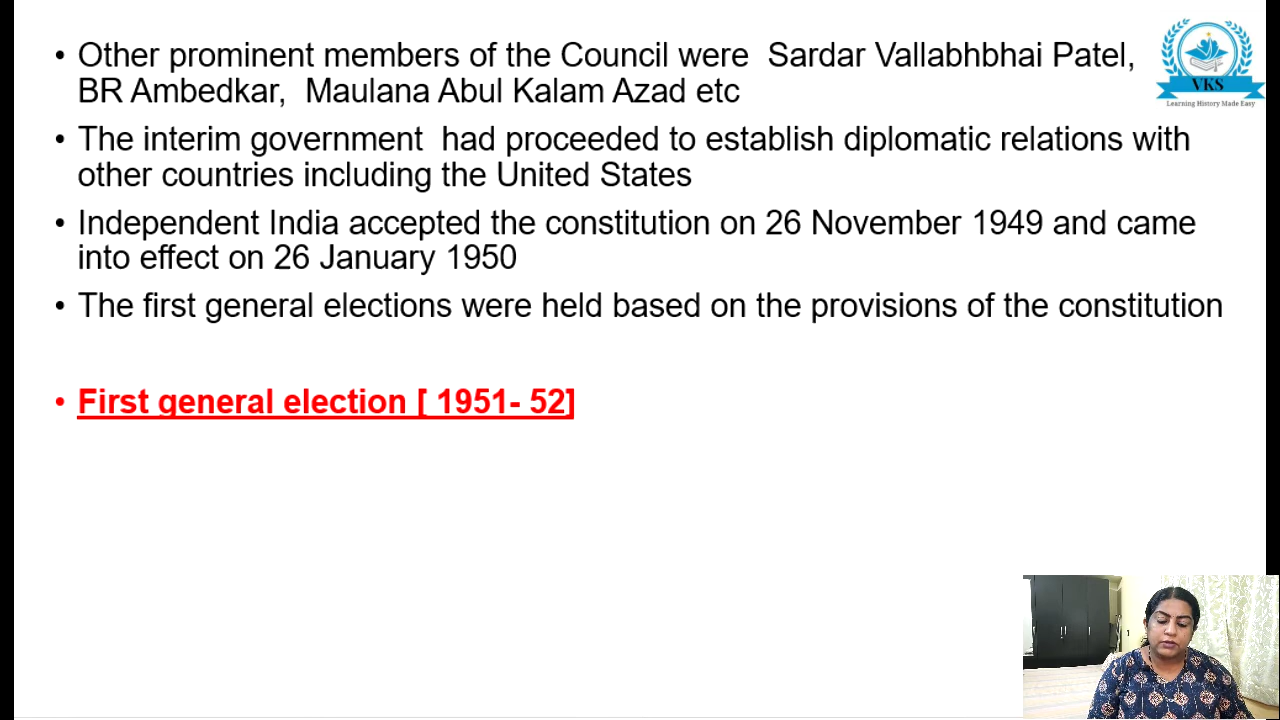 • Other prominent members of the Council were Sardar Vallabhbhai Patel,
BR Ambedkar, Maulana Abul Kalam Azad etc
• The interim government had proceeded to establish diplomatic relations with
other countries including the United States
• Independent India accepted the constitution on 26 November 1949 and came
into effect on 26 January 1950
• The first general elections were held based on the provisions of the constitution
• First general election [ 1951- 52]
VKS
Learning History Made Easy